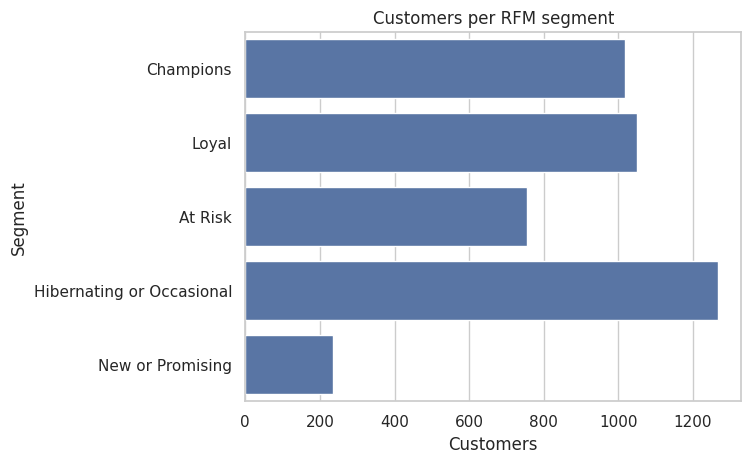 Customers per RFM segment
Segment
Champions
Loyal
At Risk
Hibernating or Occasional
New or Promising
0 200 400 600 800 1000 1200
Customers